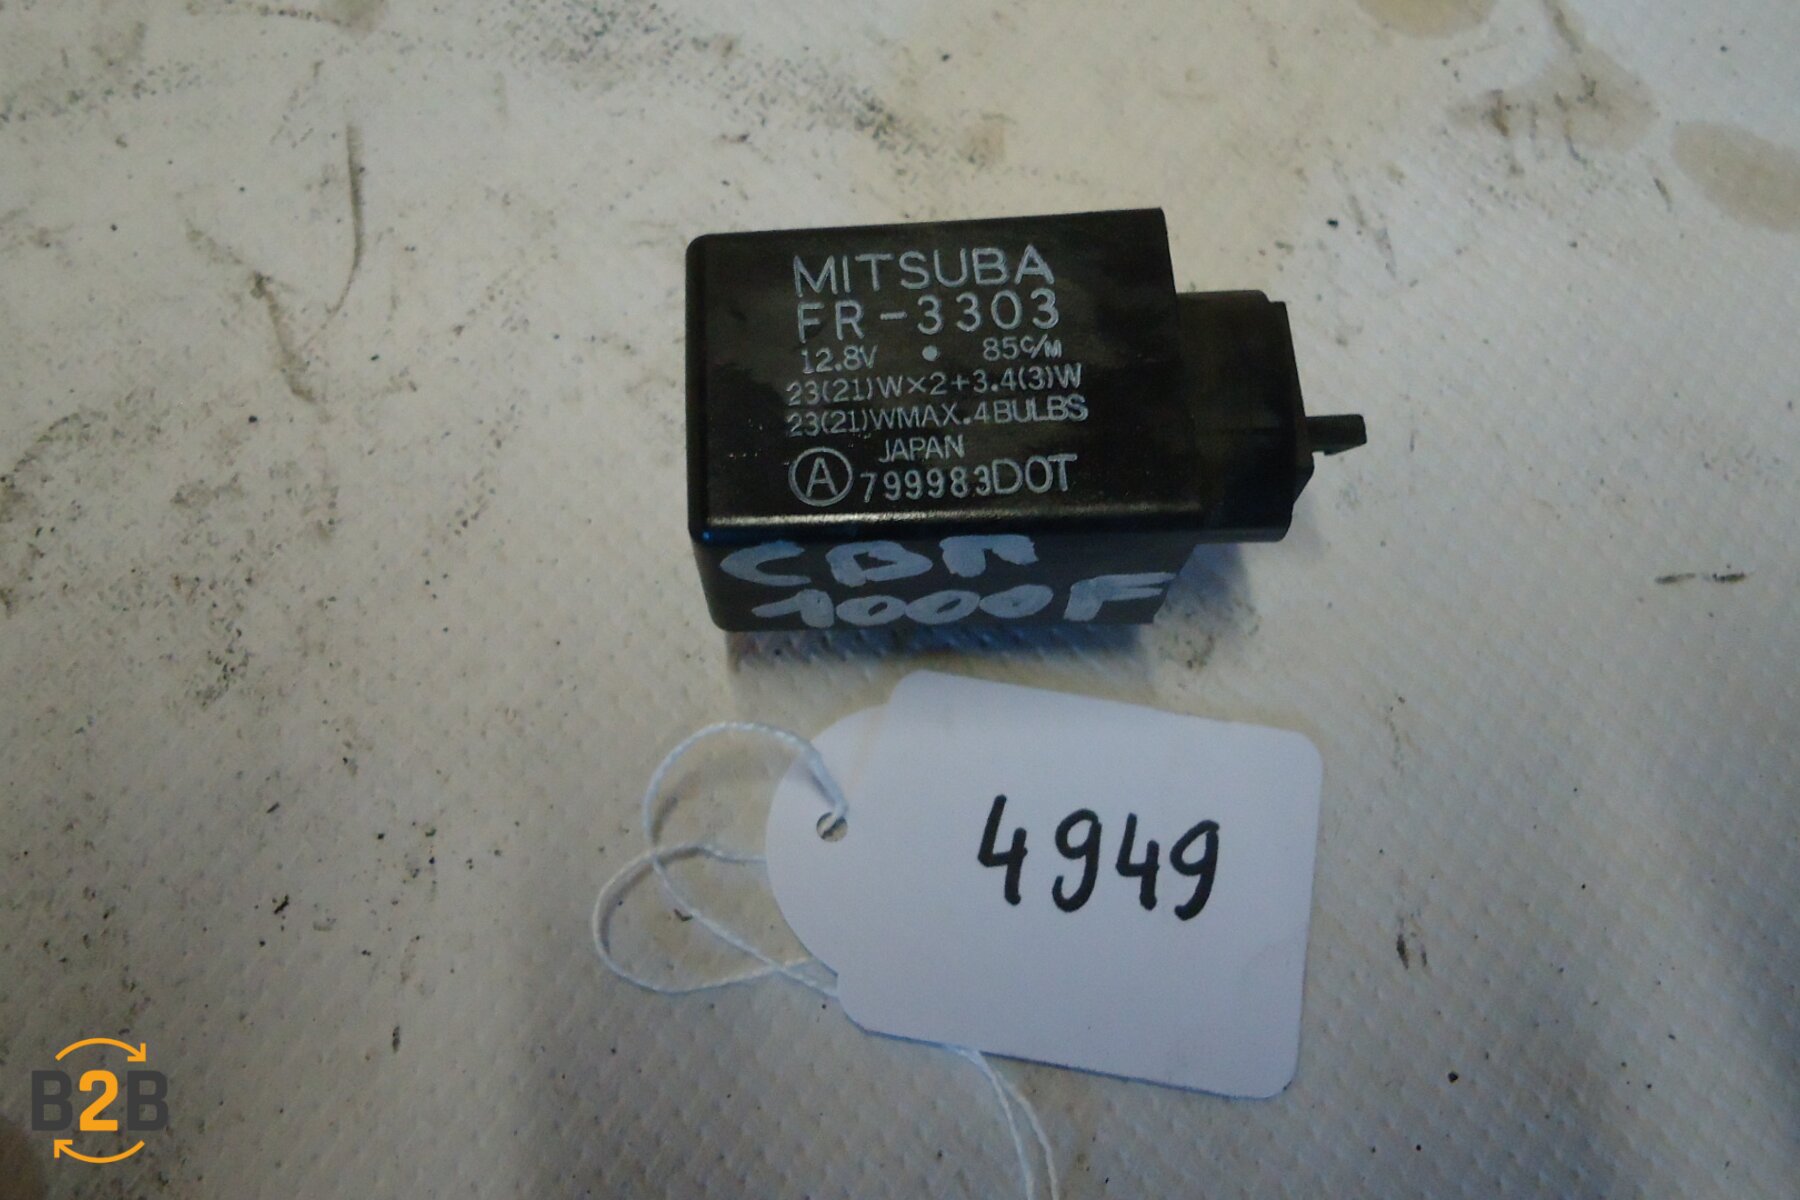 MITSUBA
FR-3303
12.8V • 85c/M
23(21)W×2+3.4(3)W
23(21)WMAX.4BULBS
JAPAN
Ⓐ 799983DOT
CBR
1000F
4949
B2B